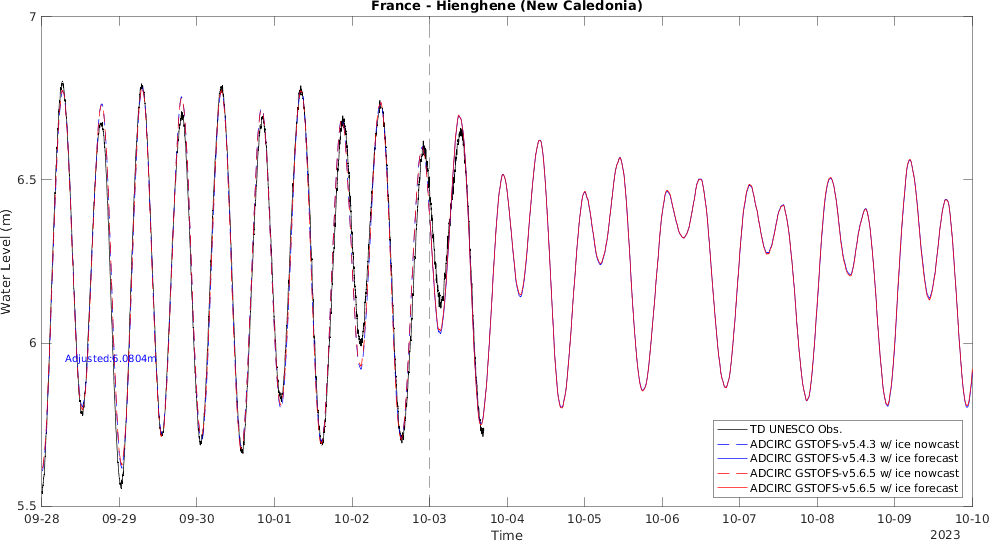 France - Hienghene (New Caledonia)
7
6.5
6
5.5
Water Level (m)
Adjusted:6.0804m
TD UNESCO Obs.
ADCIRC GSTOFS-v5.4.3 w/ ice nowcast
ADCIRC GSTOFS-v5.4.3 w/ ice forecast
ADCIRC GSTOFS-v5.6.5 w/ ice nowcast
ADCIRC GSTOFS-v5.6.5 w/ ice forecast
09-28 09-29 09-30 10-01 10-02 10-03 10-04 10-05 10-06 10-07 10-08 10-09 10-10
Time
2023